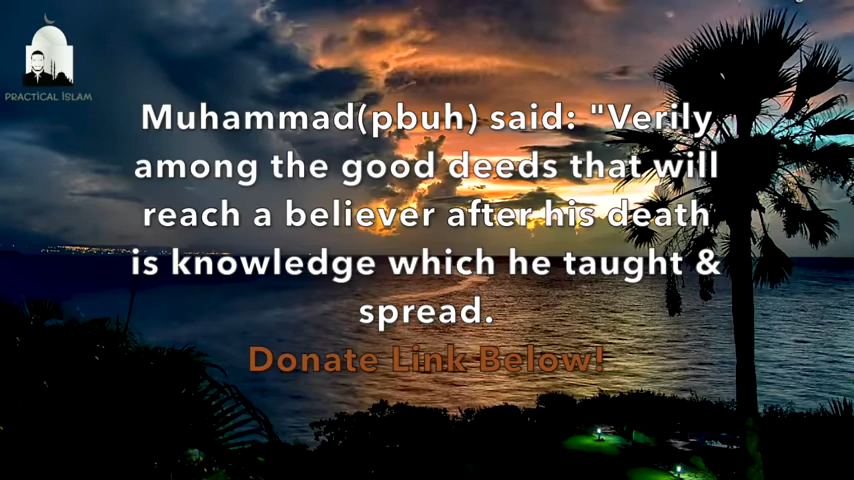 PRACTICAL ISLAM
Muhammad(pbuh) said: "Verily
among the good deeds that will
reach a believer after his death
is knowledge which he taught &
spread.
Donate Link Below!